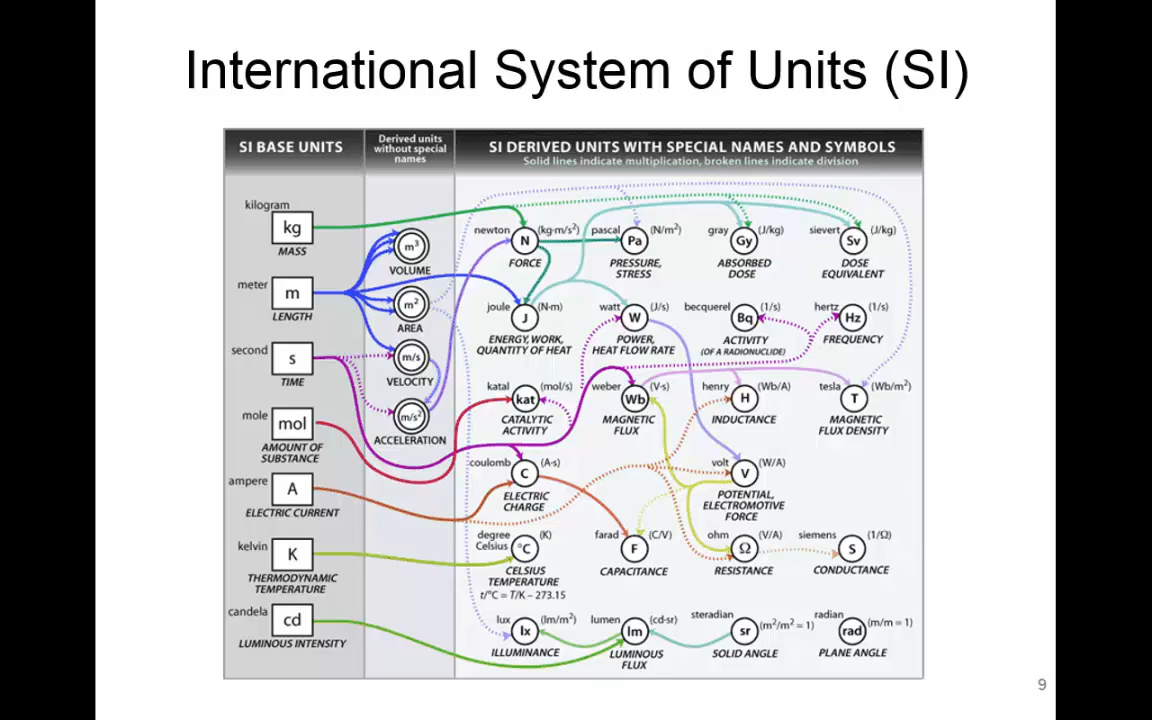 International System of Units (SI)
SI BASE UNITS
Derived units
without special
names
SI DERIVED UNITS WITH SPECIAL NAMES AND SYMBOLS
Solid lines indicate multiplication, broken lines indicate division
kilogram
kg
MASS
meter
m
LENGTH
second
s
TIME
mole
mol
AMOUNT OF
SUBSTANCE
ampere
A
ELECTRIC CURRENT
kelvin
K
THERMODYNAMIC
TEMPERATURE
candela
cd
LUMINOUS INTENSITY
m³
VOLUME
m²
AREA
m/s
VELOCITY
m/s²
ACCELERATION
newton
N
(kg·m/s²)
FORCE
pascal
Pa
(N/m²)
PRESSURE,
STRESS
gray
Gy
(J/kg)
ABSORBED
DOSE
sievert
Sv
(J/kg)
DOSE
EQUIVALENT
joule
J
(N·m)
ENERGY, WORK,
QUANTITY OF HEAT
watt
W
(J/s)
POWER,
HEAT FLOW RATE
becquerel
Bq
(1/s)
ACTIVITY
(OF A RADIONUCLIDE)
hertz
Hz
(1/s)
FREQUENCY
katal
kat
(mol/s)
CATALYTIC
ACTIVITY
weber
Wb
(V·s)
MAGNETIC
FLUX
henry
H
(Wb/A)
INDUCTANCE
tesla
T
(Wb/m²)
MAGNETIC
FLUX DENSITY
coulomb
C
(A·s)
ELECTRIC
CHARGE
volt
V
(W/A)
POTENTIAL,
ELECTROMOTIVE
FORCE
degree
Celsius
°C
(K)
CELSIUS
TEMPERATURE
t/°C = T/K – 273.15
farad
F
(C/V)
CAPACITANCE
ohm
Ω
(V/A)
RESISTANCE
siemens
S
(1/Ω)
CONDUCTANCE
lux
lx
(lm/m²)
ILLUMINANCE
lumen
lm
(cd·sr)
LUMINOUS
FLUX
steradian
sr
(m²/m² = 1)
SOLID ANGLE
radian
rad
(m/m = 1)
PLANE ANGLE
9